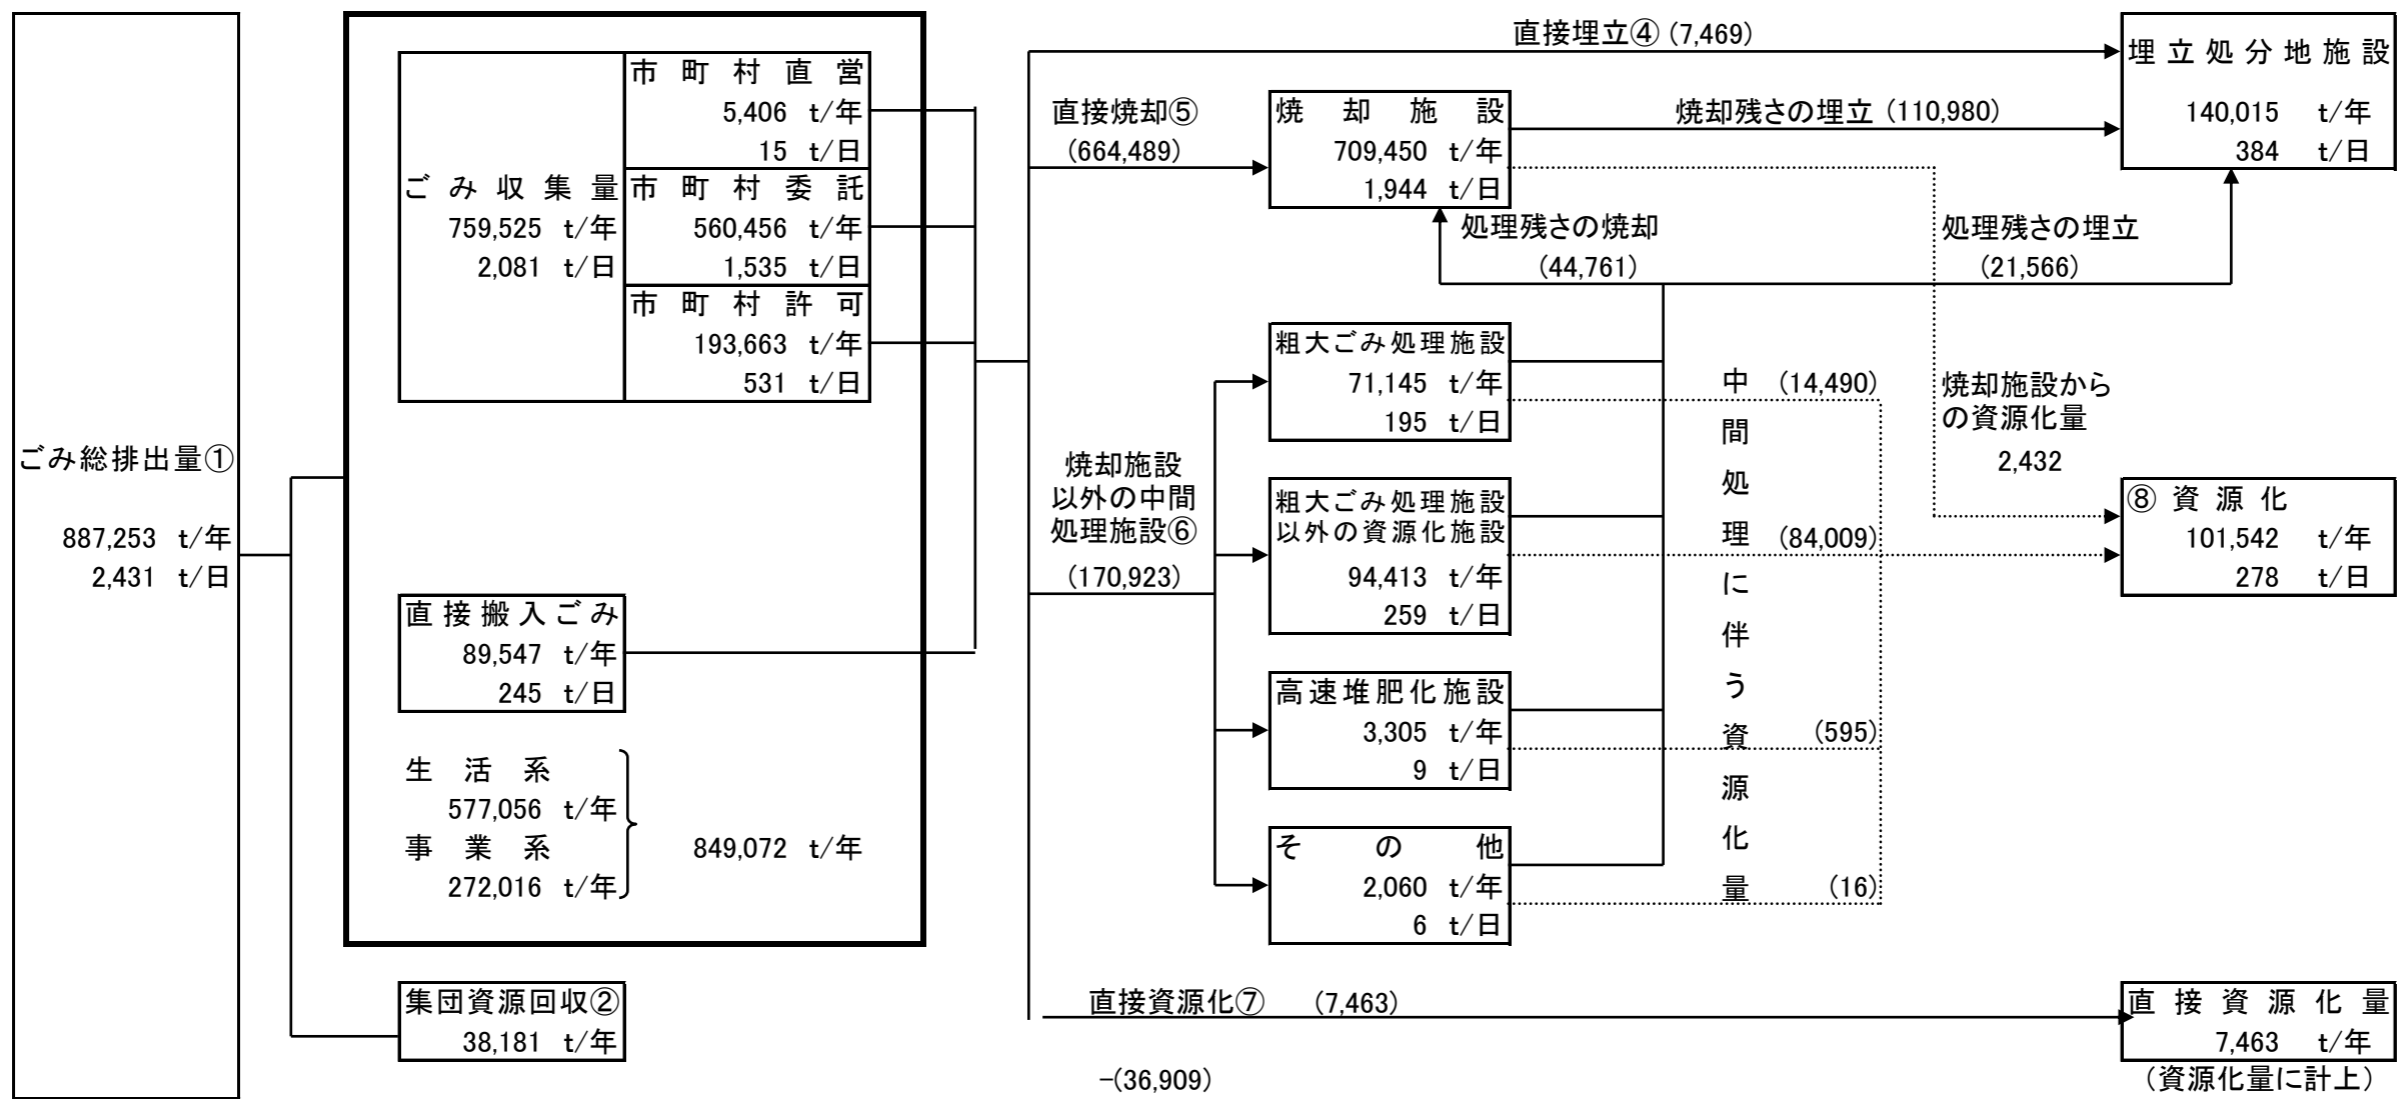 ごみ総排出量①
887,253 t/年
2,431 t/日
ごみ収集量
759,525 t/年
2,081 t/日
市町村直営
5,406 t/年
15 t/日
市町村委託
560,456 t/年
1,535 t/日
市町村許可
193,663 t/年
531 t/日
直接搬入ごみ
89,547 t/年
245 t/日
生活系
577,056 t/年
事業系
272,016 t/年
849,072 t/年
集団資源回収②
38,181 t/年
直接埋立④ (7,469)
直接焼却⑤
(664,489)
焼却施設
709,450 t/年
1,944 t/日
焼却残さの埋立 (110,980)
埋立処分地施設
140,015 t/年
384 t/日
処理残さの焼却
(44,761)
処理残さの埋立
(21,566)
焼却施設
以外の中間
処理施設⑥
(170,923)
粗大ごみ処理施設
71,145 t/年
195 t/日
粗大ごみ処理施設
以外の資源化施設
94,413 t/年
259 t/日
高速堆肥化施設
3,305 t/年
9 t/日
その他
2,060 t/年
6 t/日
中間処理に伴う資源化量
(14,490)
(84,009)
(595)
(16)
焼却施設から
の資源化量
2,432
⑧資源化
101,542 t/年
278 t/日
直接資源化⑦ (7,463)
直接資源化量
7,463 t/年
(資源化量に計上)
-(36,909)